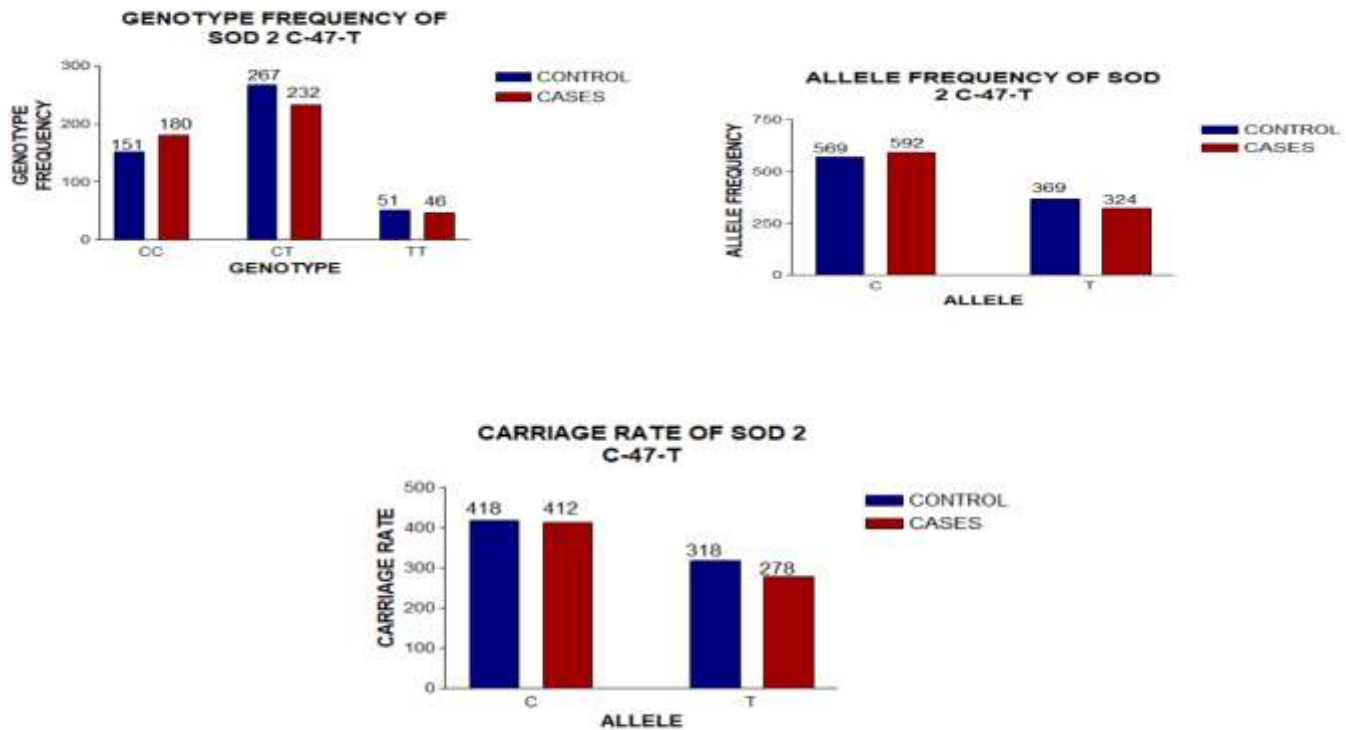 GENOTYPE FREQUENCY OF
SOD 2 C-47-T
GENOTYPE
FREQUENCY
300
200
100
0
151
180
267
232
51
46
CC
CT
TT
GENOTYPE
CONTROL
CASES
ALLELE FREQUENCY OF SOD
2 C-47-T
ALLELE FREQUENCY
750
500
250
0
569
592
369
324
C
T
ALLELE
CONTROL
CASES
CARRIAGE RATE OF SOD 2
C-47-T
CARRIAGE RATE
500
400
300
200
100
0
418
412
318
278
C
T
ALLELE
CONTROL
CASES